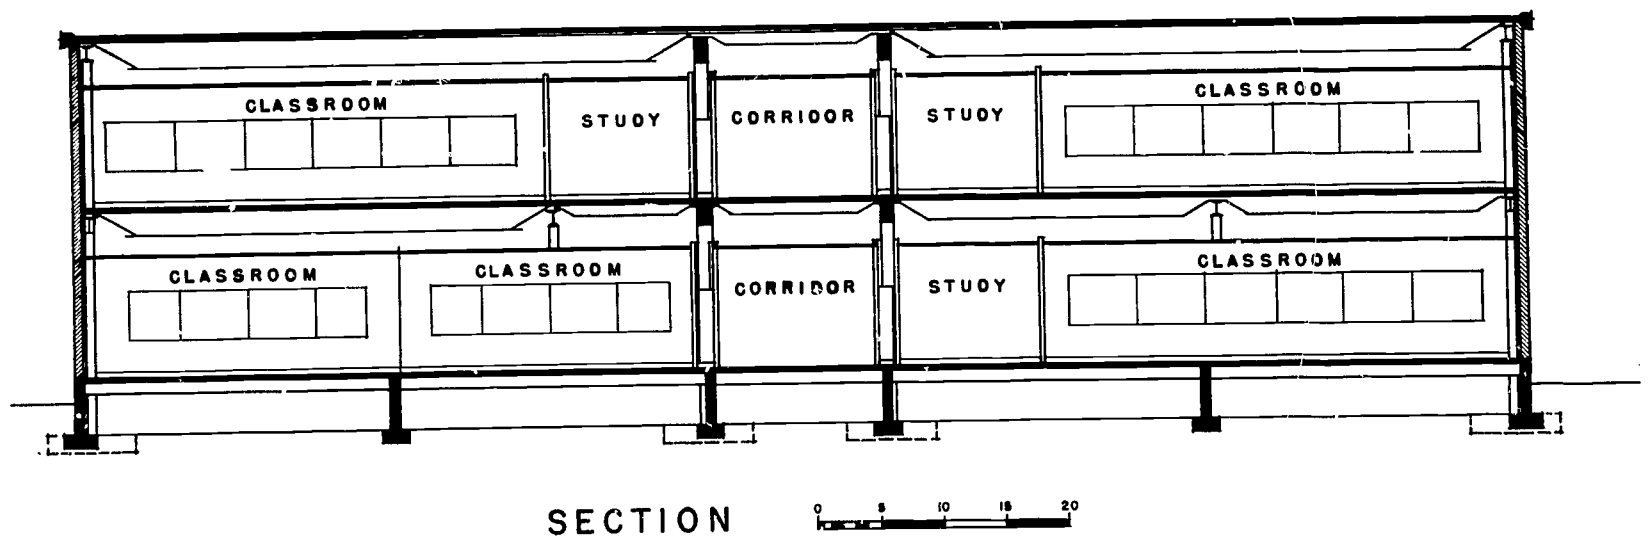 CLASSROOM STUDY CORRIDOR STUDY CLASSROOM
CLASSROOM CLASSROOM CORRIDOR STUDY CLASSROOM
SECTION 0 5 10 15 20